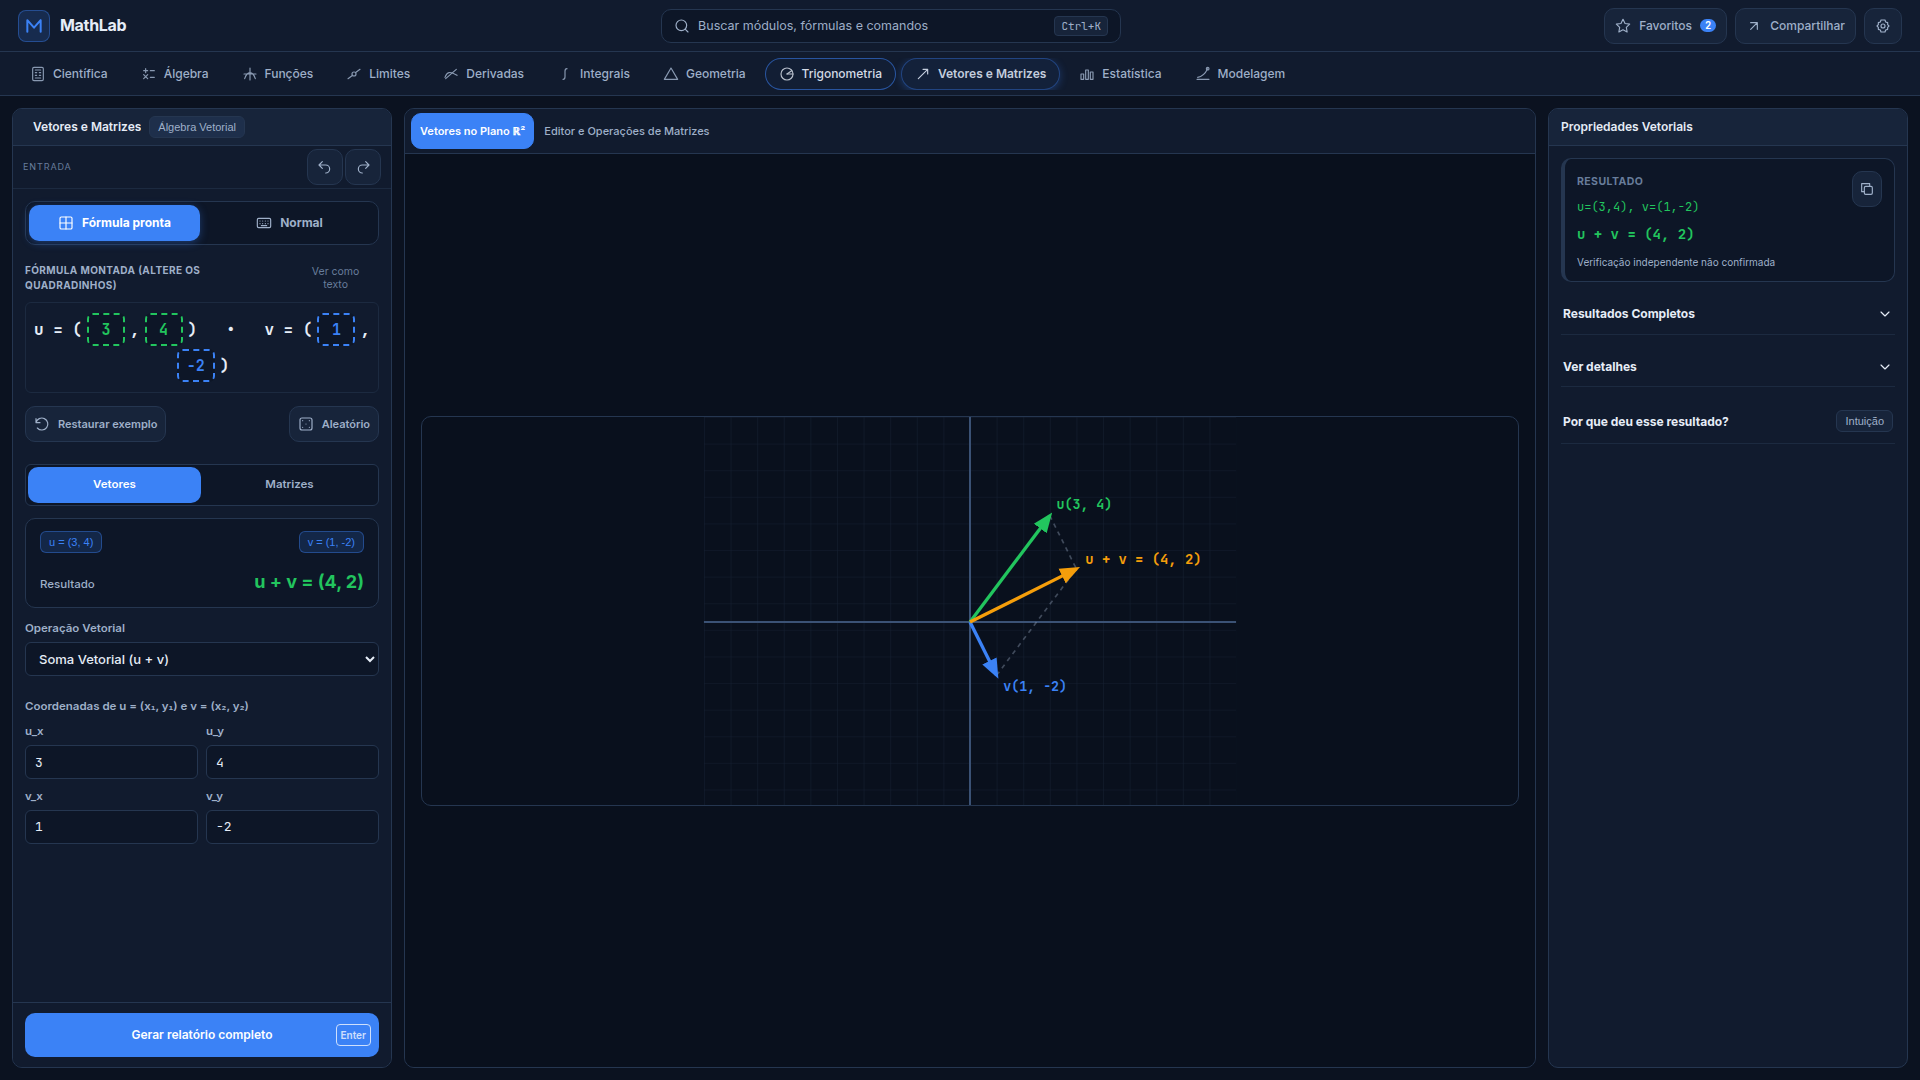 MathLab
Buscar módulos, fórmulas e comandos
Ctrl+K
Favoritos 2
Compartilhar
Científica
Álgebra
Funções
Limites
Derivadas
Integrais
Geometria
Trigonometria
Vetores e Matrizes
Estatística
Modelagem
Vetores e Matrizes
Álgebra Vetorial
ENTRADA
Fórmula pronta
Normal
FÓRMULA MONTADA (ALTERE OS
QUADRADINHOS)
Ver como
texto
u = ( 3 , 4 ) • v = ( 1 ,
-2 )
Restaurar exemplo
Aleatório
Vetores
Matrizes
u = (3, 4)
v = (1, -2)
Resultado
u + v = (4, 2)
Operação Vetorial
Soma Vetorial (u + v)
Coordenadas de u = (x₁, y₁) e v = (x₂, y₂)
u_x
u_y
3
4
v_x
v_y
1
-2
Gerar relatório completo
Enter
Vetores no Plano ℝ²
Editor e Operações de Matrizes
u(3, 4)
u + v = (4, 2)
v(1, -2)
Propriedades Vetoriais
RESULTADO
u=(3,4), v=(1,-2)
u + v = (4, 2)
Verificação independente não confirmada
Resultados Completos
Ver detalhes
Por que deu esse resultado?
Intuição